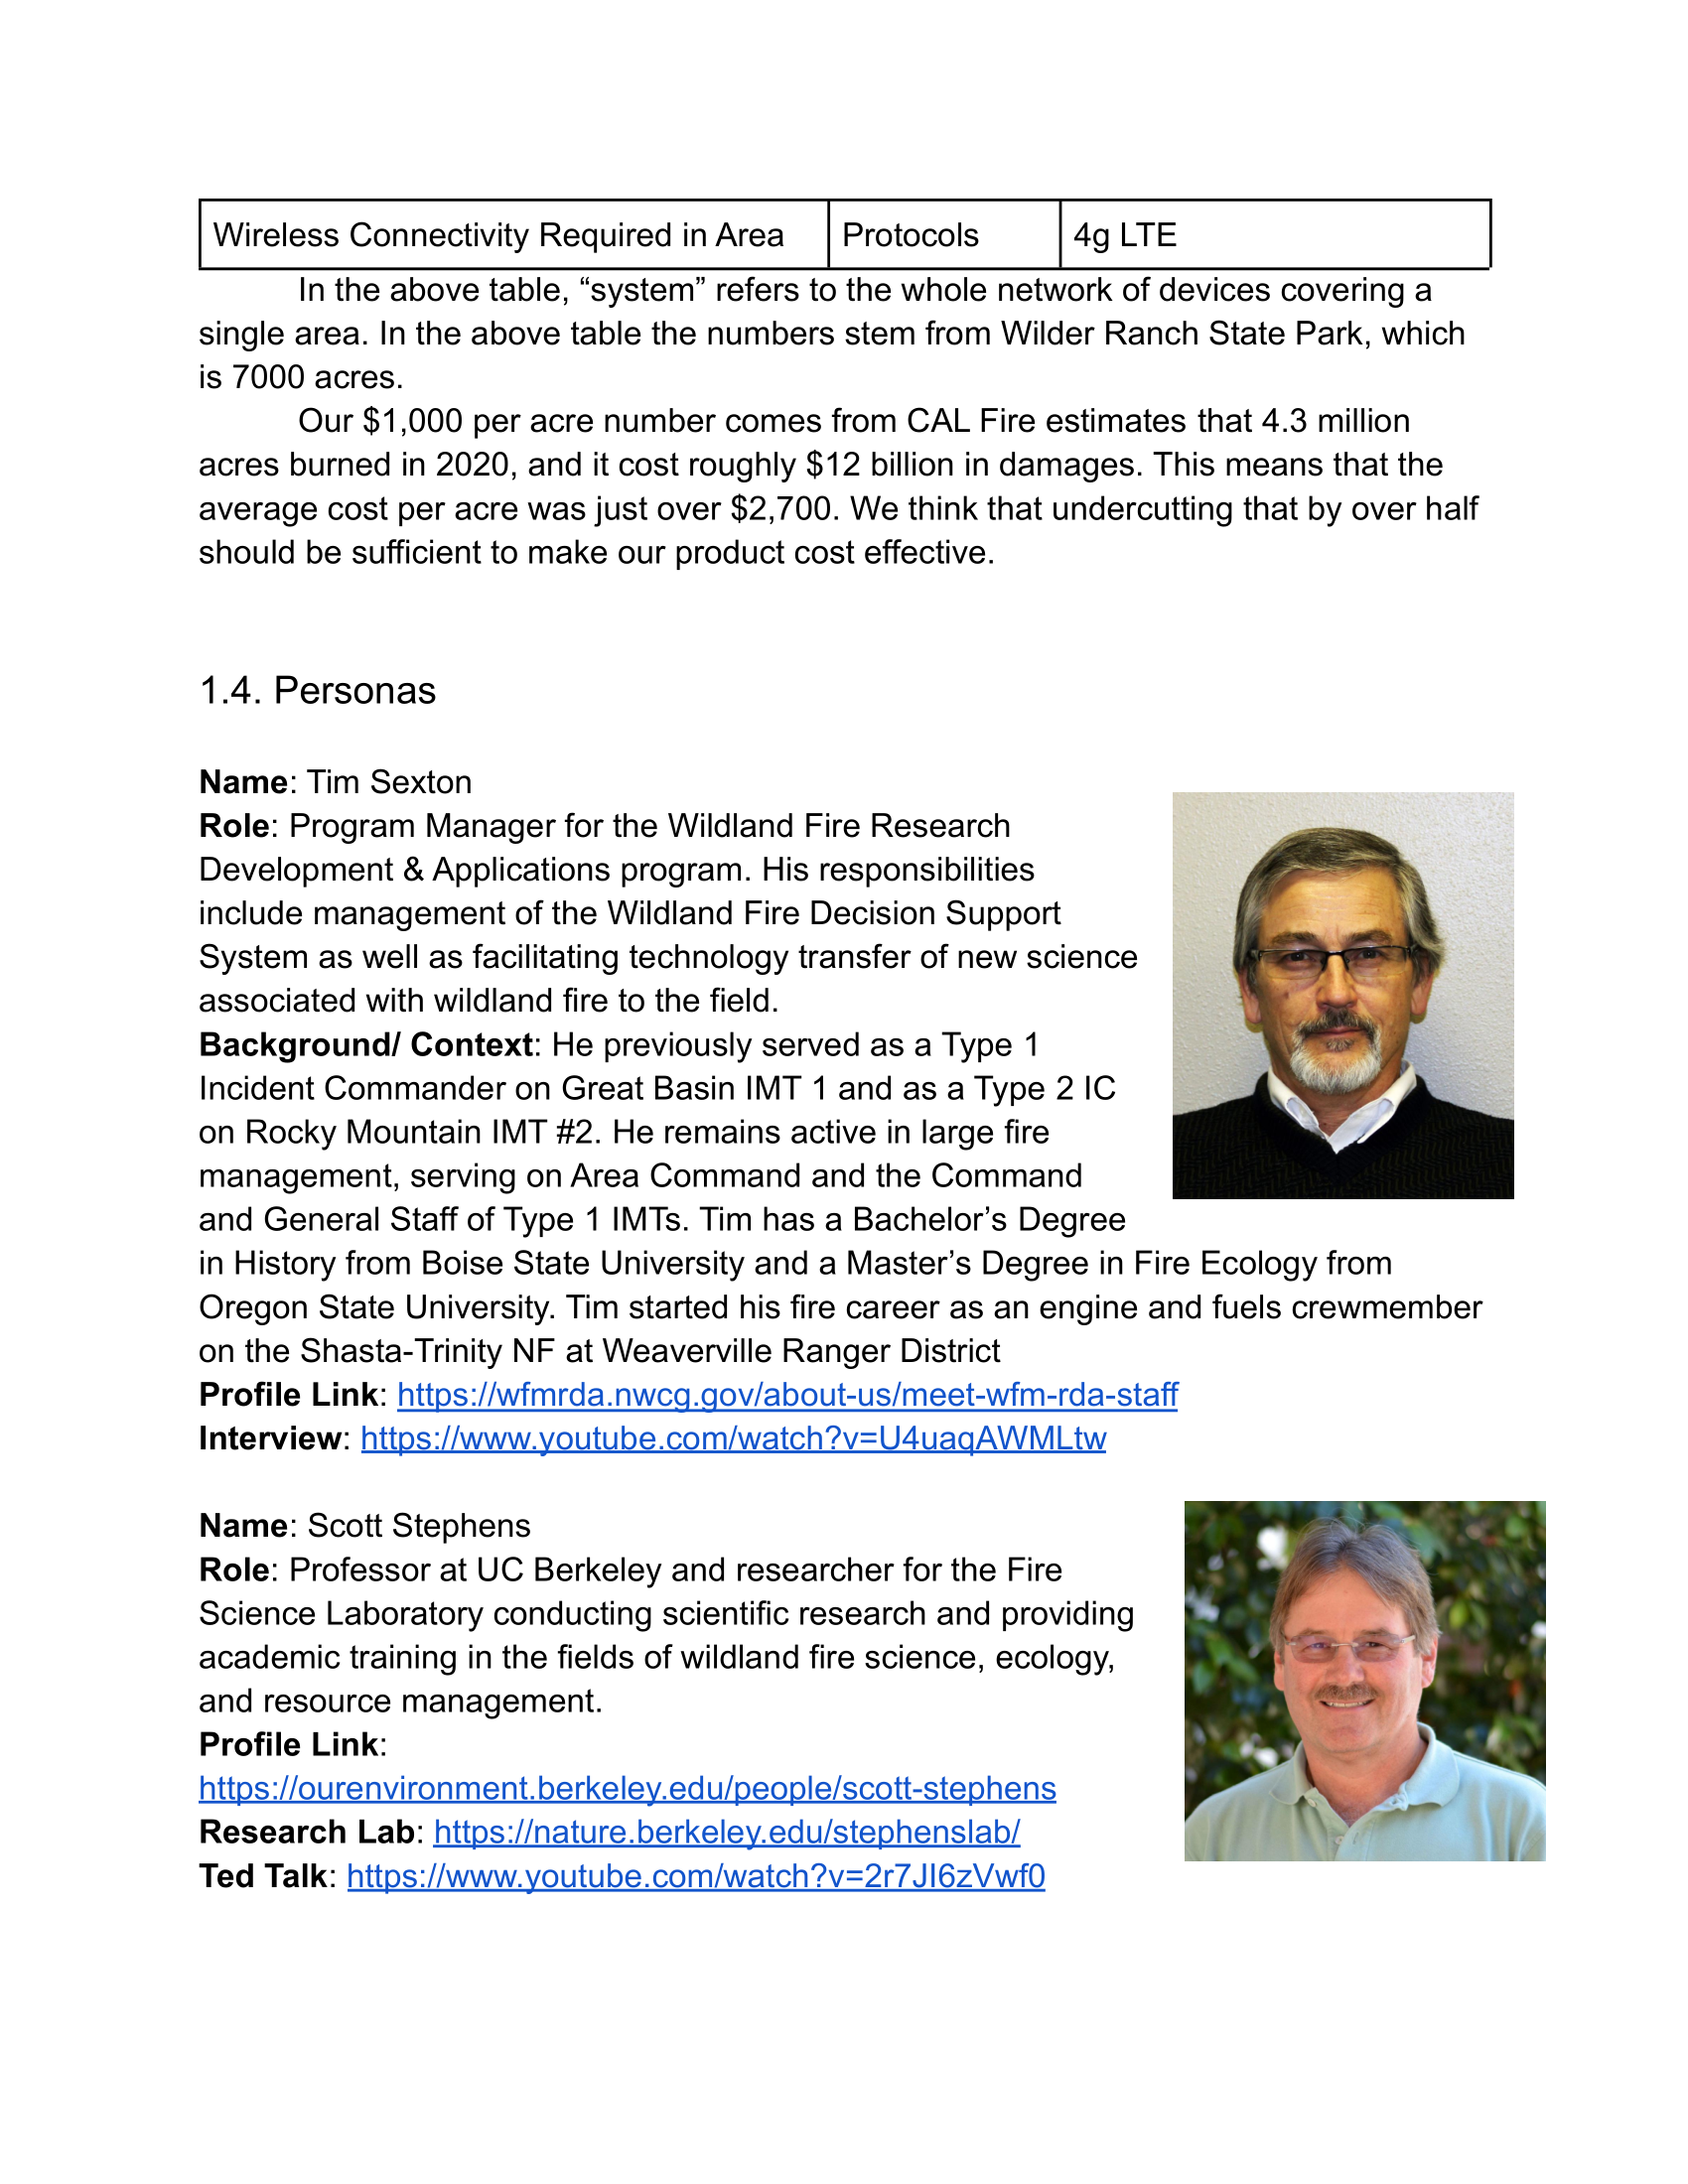 Wireless Connectivity Required in Area Protocols 4g LTE
In the above table, “system” refers to the whole network of devices covering a
single area. In the above table the numbers stem from Wilder Ranch State Park, which
is 7000 acres.
Our $1,000 per acre number comes from CAL Fire estimates that 4.3 million
acres burned in 2020, and it cost roughly $12 billion in damages. This means that the
average cost per acre was just over $2,700. We think that undercutting that by over half
should be sufficient to make our product cost effective.
1.4. Personas
Name: Tim Sexton
Role: Program Manager for the Wildland Fire Research
Development & Applications program. His responsibilities
include management of the Wildland Fire Decision Support
System as well as facilitating technology transfer of new science
associated with wildland fire to the field.
Background/ Context: He previously served as a Type 1
Incident Commander on Great Basin IMT 1 and as a Type 2 IC
on Rocky Mountain IMT #2. He remains active in large fire
management, serving on Area Command and the Command
and General Staff of Type 1 IMTs. Tim has a Bachelor’s Degree
in History from Boise State University and a Master’s Degree in Fire Ecology from
Oregon State University. Tim started his fire career as an engine and fuels crewmember
on the Shasta-Trinity NF at Weaverville Ranger District
Profile Link: https://wfmrda.nwcg.gov/about-us/meet-wfm-rda-staff
Interview: https://www.youtube.com/watch?v=U4uaqAWMLtw
Name: Scott Stephens
Role: Professor at UC Berkeley and researcher for the Fire
Science Laboratory conducting scientific research and providing
academic training in the fields of wildland fire science, ecology,
and resource management.
Profile Link:
https://ourenvironment.berkeley.edu/people/scott-stephens
Research Lab: https://nature.berkeley.edu/stephenslab/
Ted Talk: https://www.youtube.com/watch?v=2r7JI6zVwf0